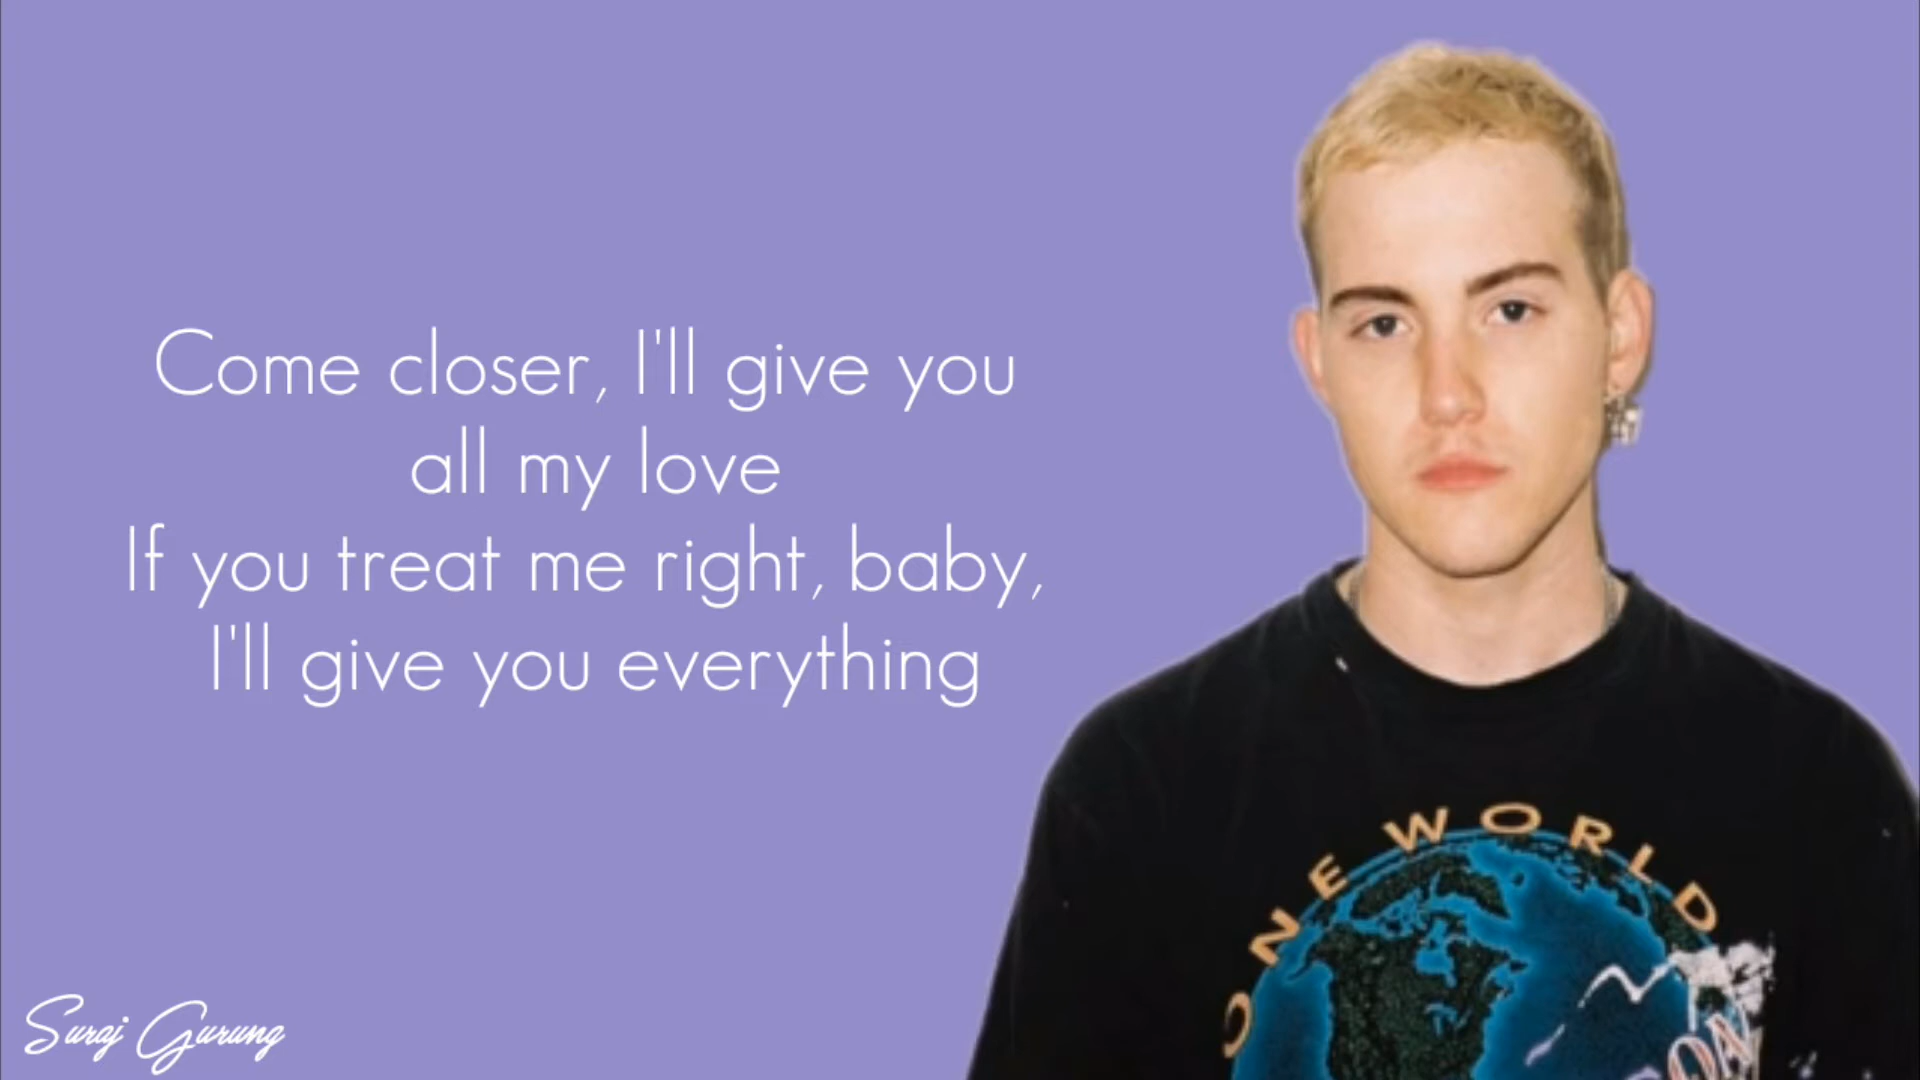 Come closer, I'll give you
all my love
If you treat me right, baby,
I'll give you everything
ONE WORLD
Suraj Gurung